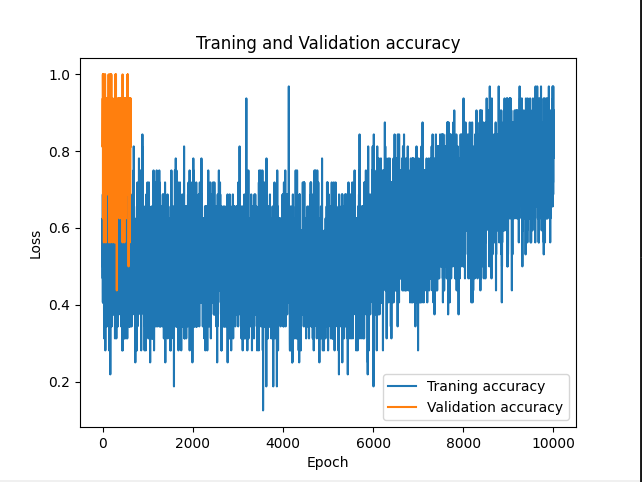 Traning and Validation accuracy
1.0
0.8
0.6
0.4
0.2
Loss
0
2000
4000
6000
8000
10000
Epoch
Traning accuracy
Validation accuracy